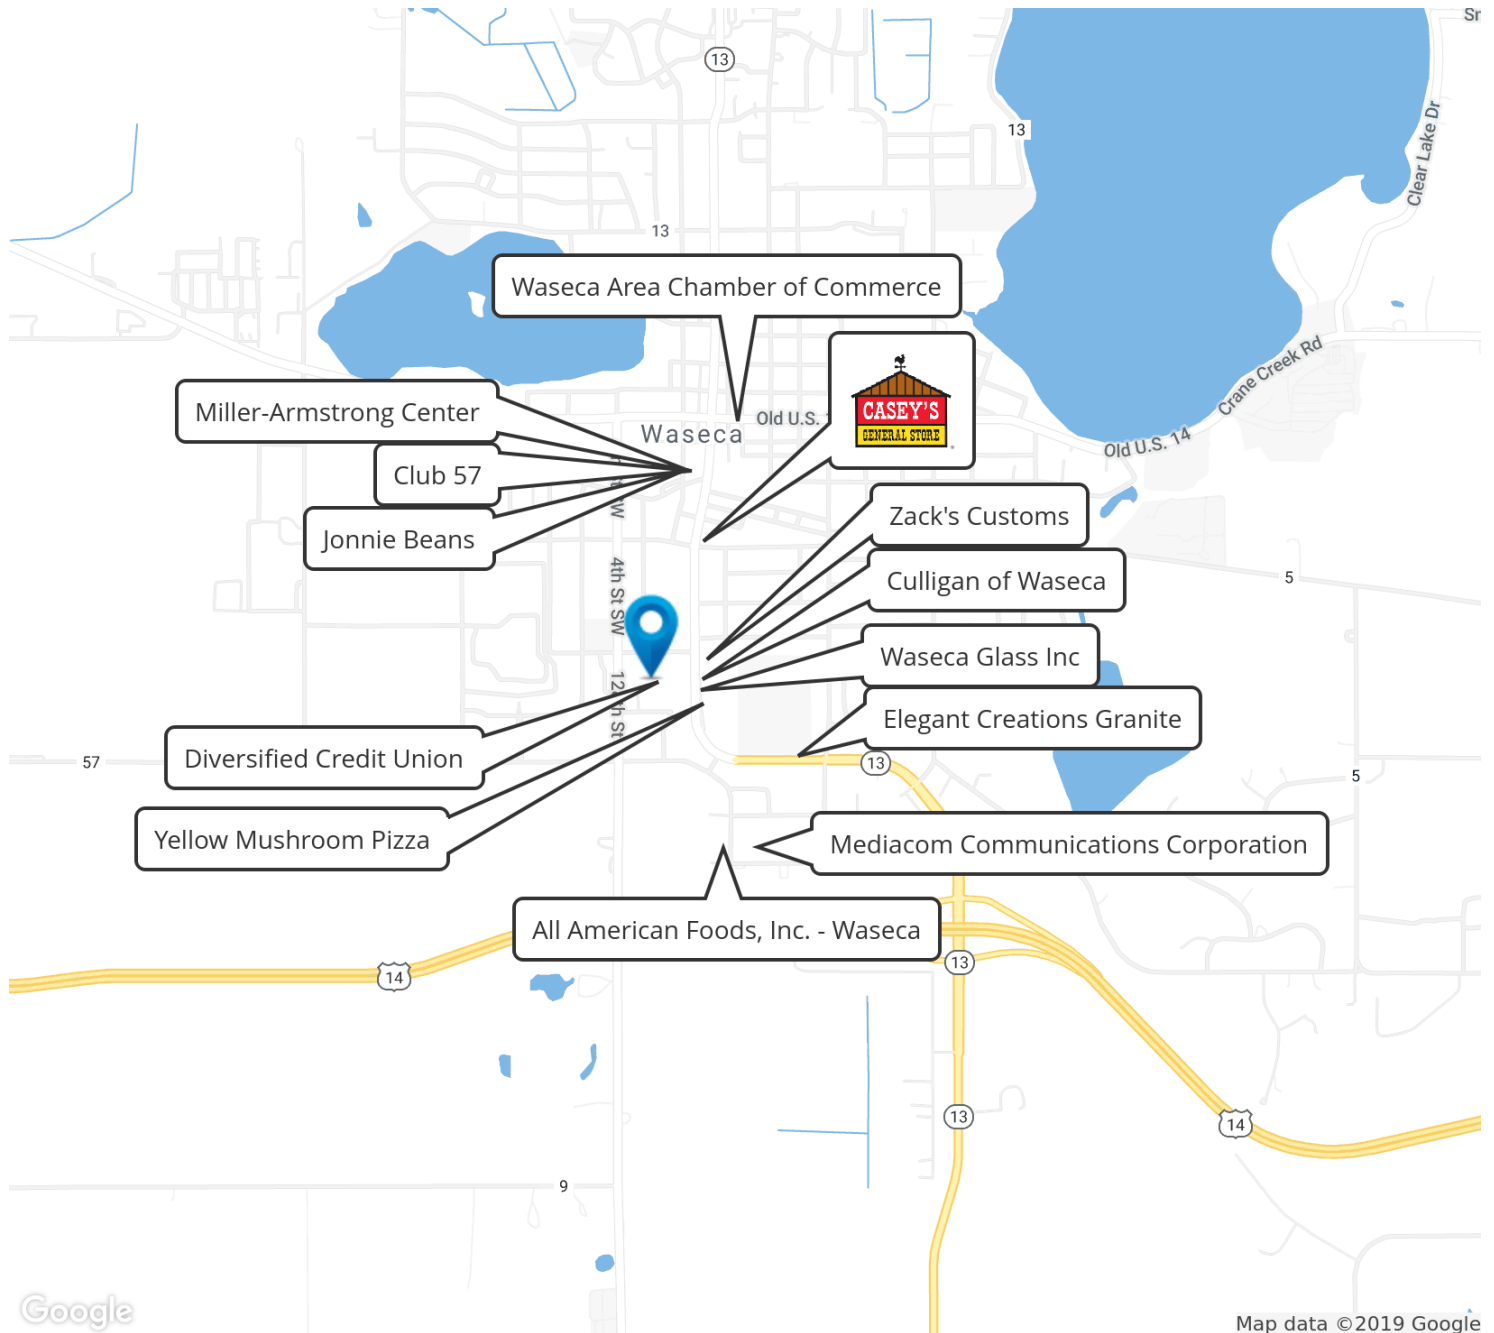 Sr
13
13
Clear Lake Dr
13
Waseca Area Chamber of Commerce
Crane Creek Rd
CASEY'S
GENERAL STORE
Miller-Armstrong Center
Old U.S.
Waseca
Old U.S. 14
Club 57
Zack's Customs
Jonnie Beans
Culligan of Waseca
5
4th St SW
Waseca Glass Inc
Elegant Creations Granite
Diversified Credit Union
57
13
5
Yellow Mushroom Pizza
Mediacom Communications Corporation
All American Foods, Inc. - Waseca
14
13
13
14
9
Google
Map data ©2019 Google